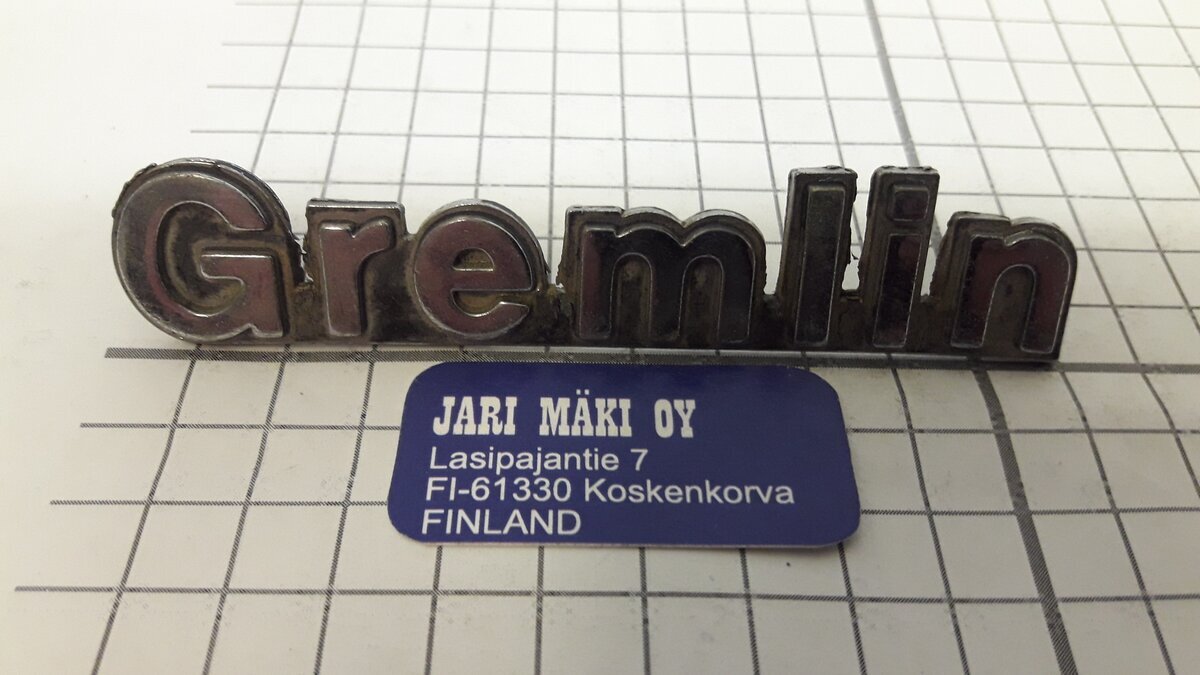 Gremlin
JARI MÄKI OY
Lasipajantie 7
FI-61330 Koskenkorva
FINLAND